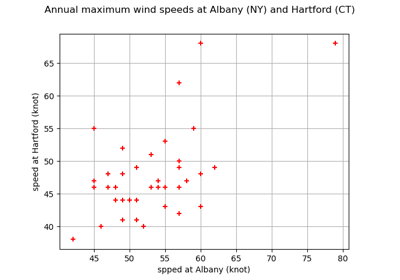 Annual maximum wind speeds at Albany (NY) and Hartford (CT)
65
60
55
50
45
40
speed at Hartford (knot)
45 50 55 60 65 70 75 80
spped at Albany (knot)